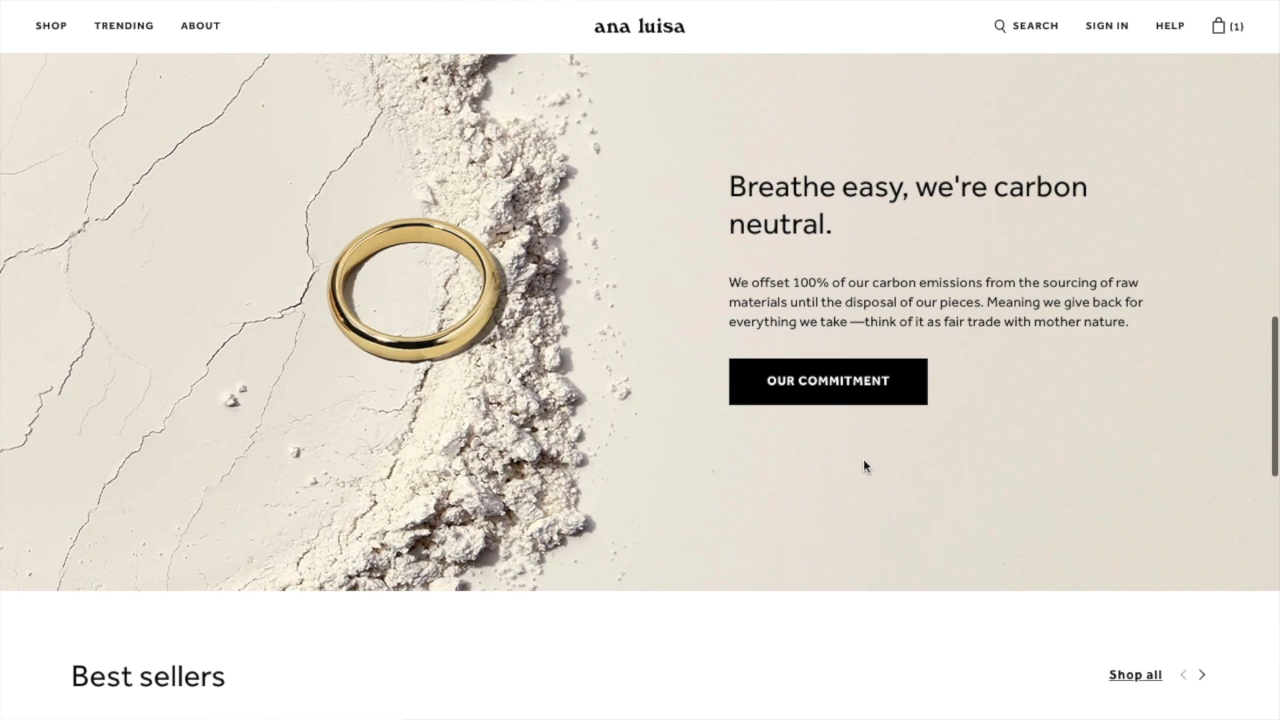 SHOP TRENDING ABOUT ana luisa SEARCH SIGN IN HELP (1)
Breathe easy, we're carbon
neutral.
We offset 100% of our carbon emissions from the sourcing of raw
materials until the disposal of our pieces. Meaning we give back for
everything we take —think of it as fair trade with mother nature.
OUR COMMITMENT
Best sellers Shop all